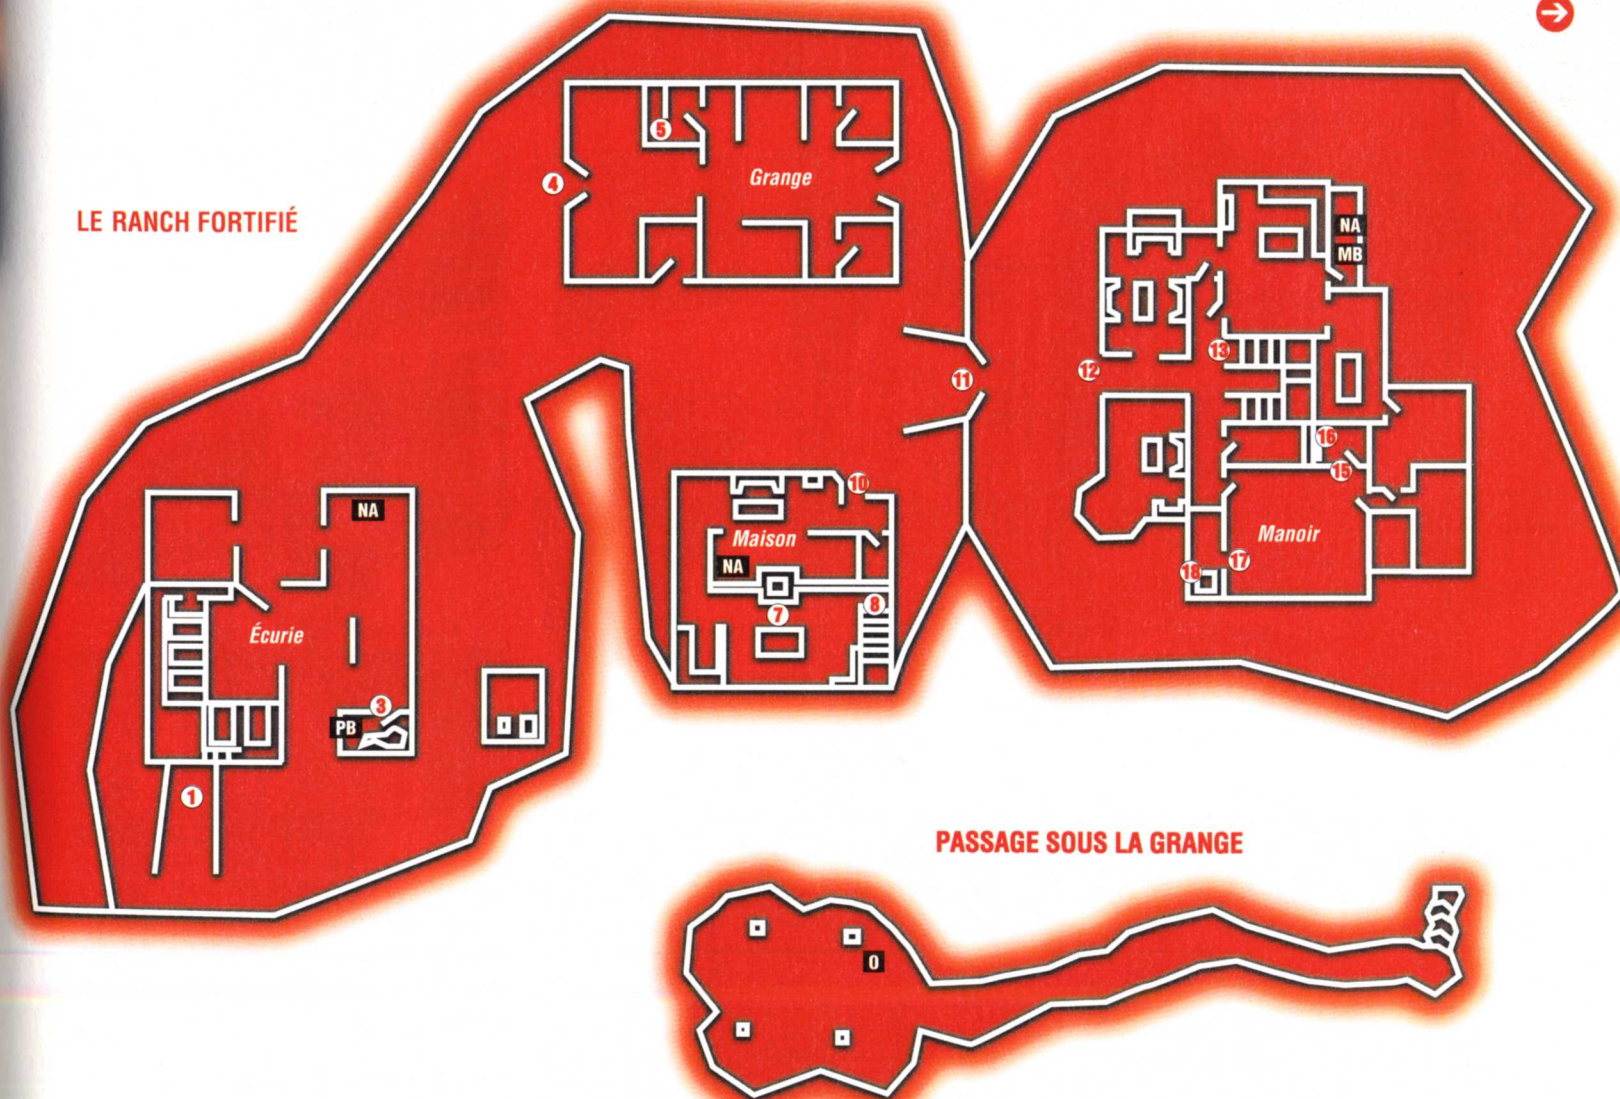 LE RANCH FORTIFIÉ
5
4
Grange
NA
MB
13
12
11
16
15
10
NA
Maison
NA
Manoir
17
18
7
8
Écurie
3
PB
1
PASSAGE SOUS LA GRANGE
O